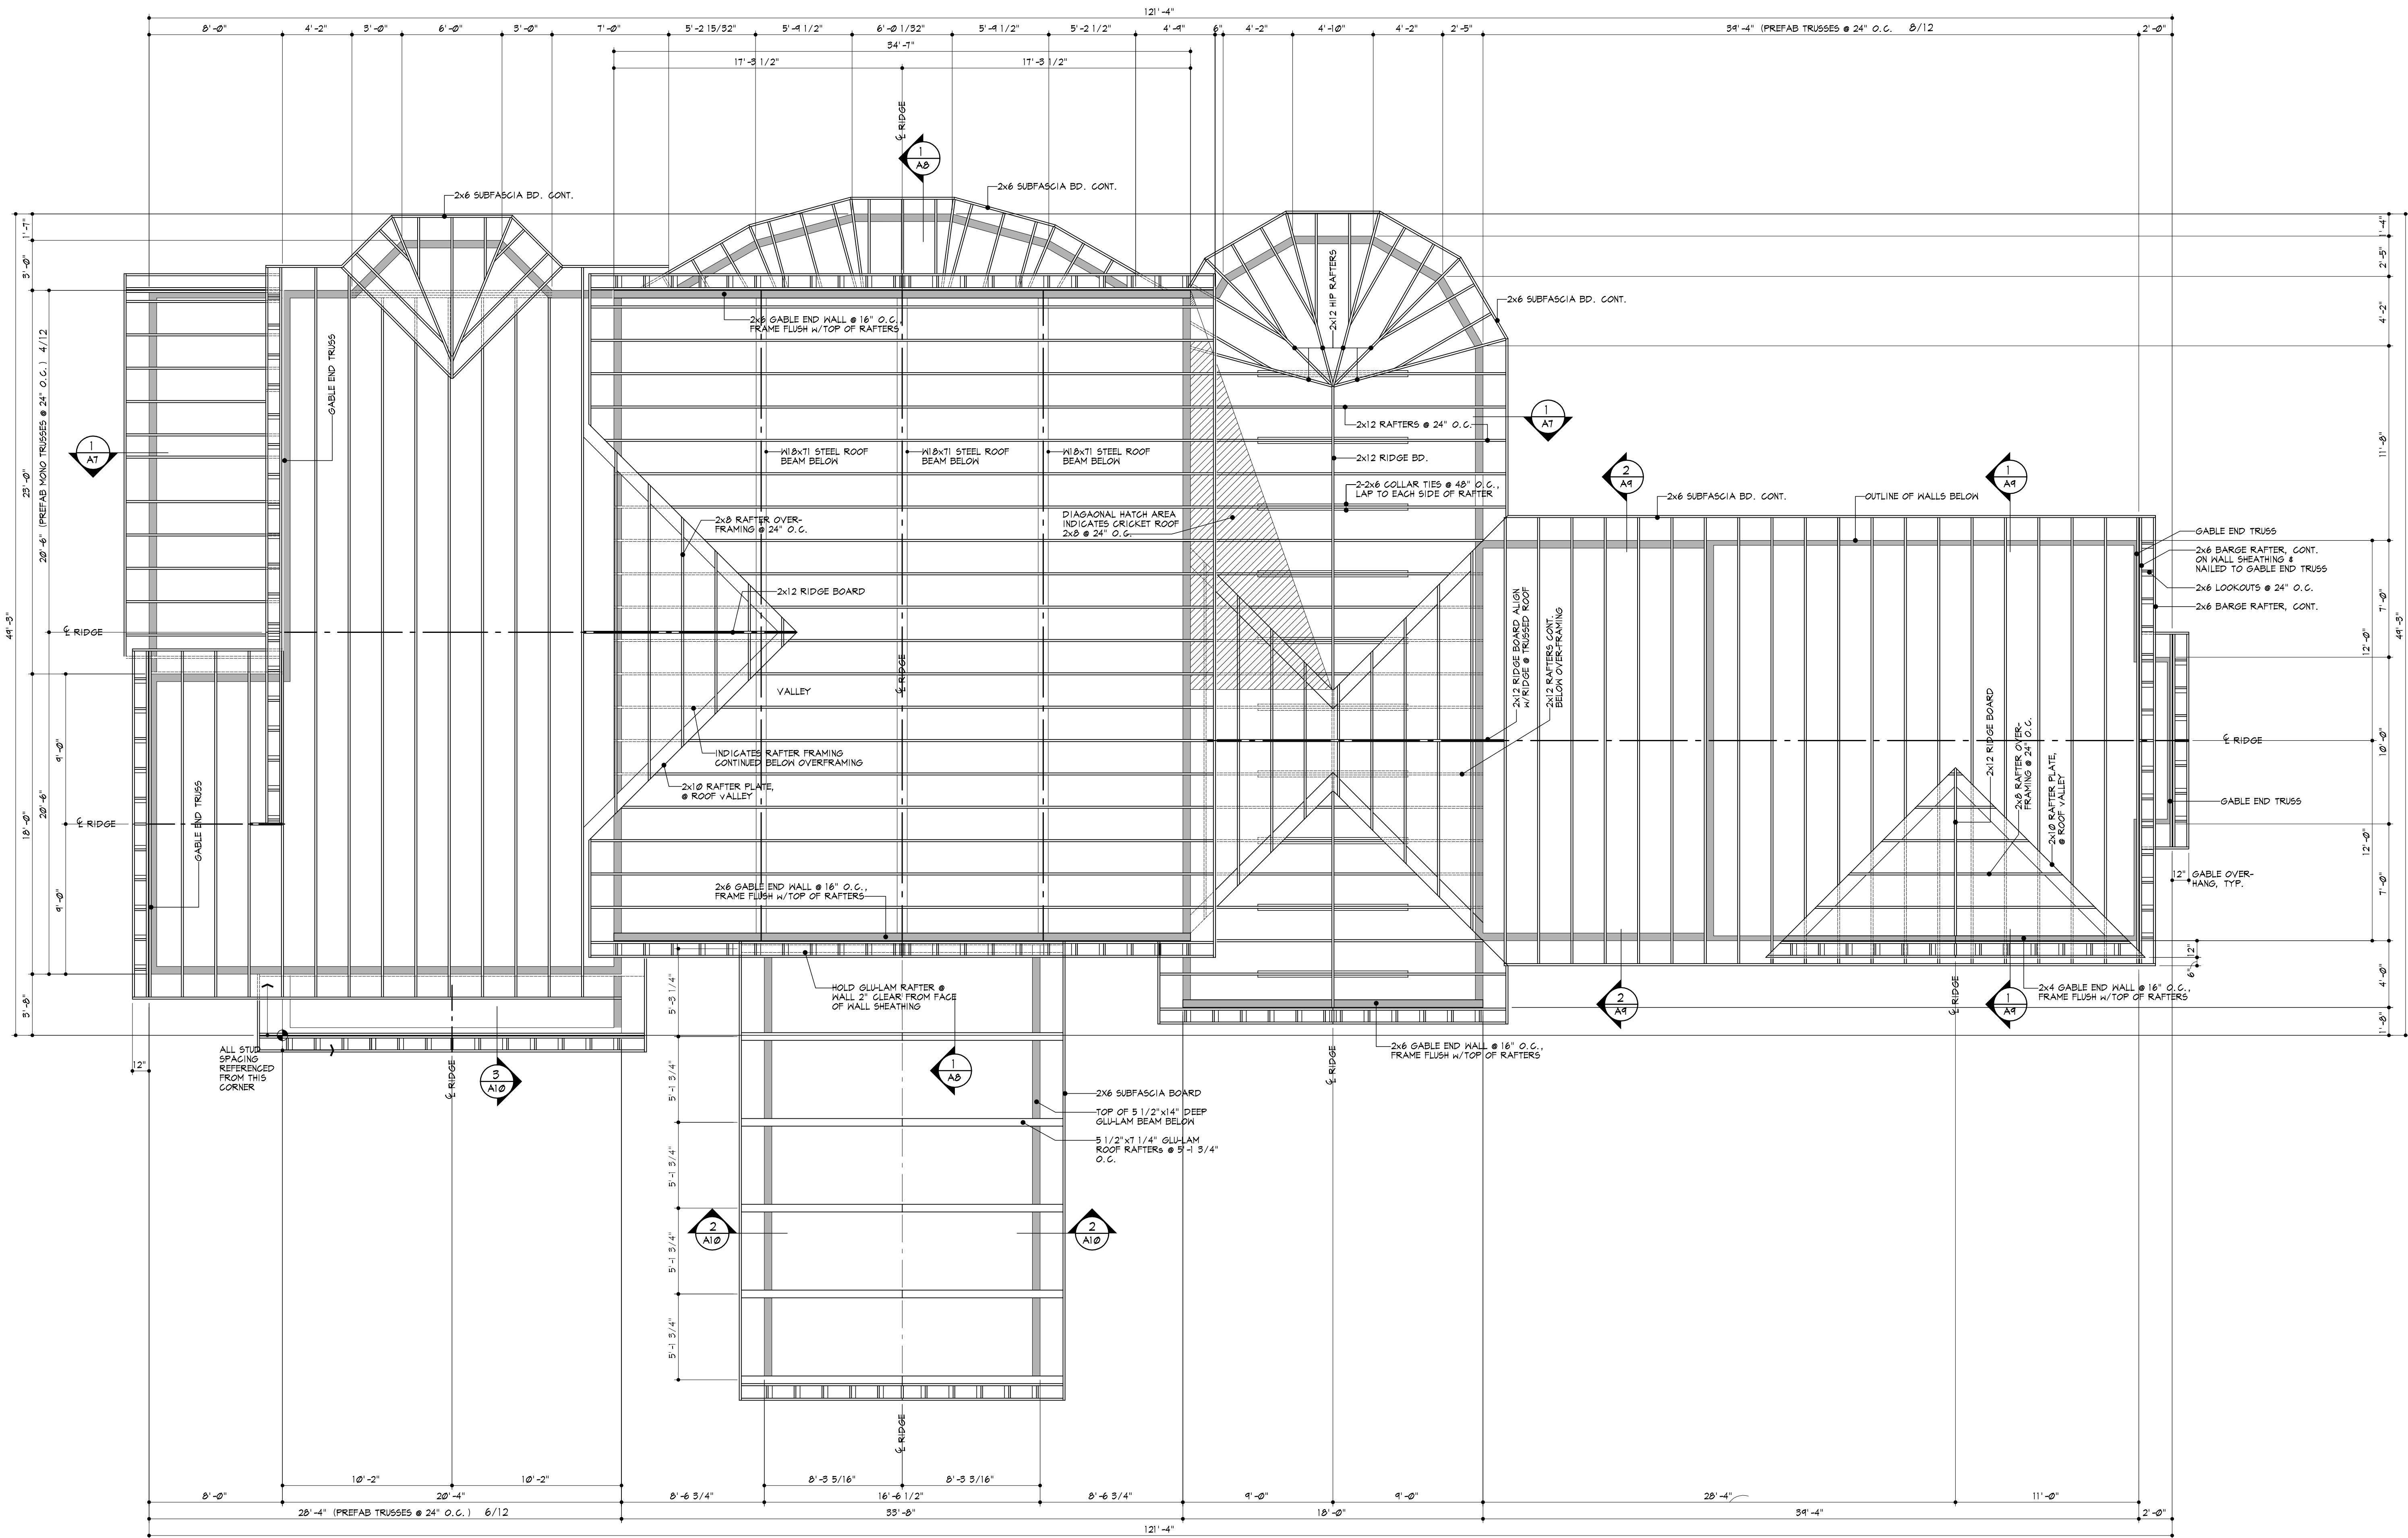 121'-4"
8'-0" 4'-2" 3'-0" 6'-0" 3'-0" 7'-0" 5'-2 15/32" 5'-9 1/2" 6'-0 1/32" 5'-9 1/2" 5'-2 1/2" 4'-9" 6" 4'-2" 4'-10" 4'-2" 2'-5" 39'-4" (PREFAB TRUSSES @ 24" O.C. 8/12 2'-0"
34'-7"
17'-3 1/2" 17'-3 1/2"
℄ RIDGE
1
A8
2x6 SUBFASCIA BD. CONT.
2x6 SUBFASCIA BD. CONT.
2x6 SUBFASCIA BD. CONT.
2x12 HIP RAFTERS
1'-7"
3'-0"
23'-0"
49'-3"
20'-6" (PREFAB MONO TRUSSES @ 24" O.C. ) 4/12
1'-4"
2'-5"
4'-2"
11'-8"
49'-3"
GABLE END TRUSS
2x6 GABLE END WALL @ 16" O.C.,
FRAME FLUSH W/TOP OF RAFTERS
1
A7
1
A7
2x12 RAFTERS @ 24" O.C.
W18x71 STEEL ROOF
BEAM BELOW
W18x71 STEEL ROOF
BEAM BELOW
W18x71 STEEL ROOF
BEAM BELOW
2x12 RIDGE BD.
2-2x6 COLLAR TIES @ 48" O.C.,
LAP TO EACH SIDE OF RAFTER
2
A9
1
A9
2x6 SUBFASCIA BD. CONT.
OUTLINE OF WALLS BELOW
DIAGAONAL HATCH AREA
INDICATES CRICKET ROOF
2x8 @ 24" O.C.
2x8 RAFTER OVER-
FRAMING @ 24" O.C.
GABLE END TRUSS
2x6 BARGE RAFTER, CONT.
ON WALL SHEATHING &
NAILED TO GABLE END TRUSS
2x6 LOOKOUTS @ 24" O.C.
2x6 BARGE RAFTER, CONT.
2x12 RIDGE BOARD
℄ RIDGE
℄ RIDGE
2x12 RIDGE BOARD ALIGN
W/RIDGE @ TRUSSED ROOF
2x12 RAFTERS CONT.
BELOW OVER-FRAMING
7'-0"
12'-0"
10'-0"
12'-0"
7'-0"
VALLEY
INDICATES RAFTER FRAMING
CONTINUED BELOW OVERFRAMING
2x10 RAFTER PLATE,
@ ROOF VALLEY
℄ RIDGE
2x12 RIDGE BOARD
2x8 RAFTER OVER-
FRAMING @ 24" O.C.
2x10 RAFTER PLATE,
@ ROOF VALLEY
GABLE END TRUSS
9'-0"
18'-0"
20'-6"
9'-0"
3'-8"
℄ RIDGE
GABLE END TRUSS
12" GABLE OVER-
HANG, TYP.
2x6 GABLE END WALL @ 16" O.C.,
FRAME FLUSH W/TOP OF RAFTERS
12"
6"
4'-0"
1'-8"
HOLD GLU-LAM RAFTER @
WALL 2" CLEAR FROM FACE
OF WALL SHEATHING
2
A9
1
A9
℄ RIDGE
2x4 GABLE END WALL @ 16" O.C.,
FRAME FLUSH W/TOP OF RAFTERS
ALL STUD
SPACING
REFERENCED
FROM THIS
CORNER
12"
℄ RIDGE
3
A10
1
A8
2x6 GABLE END WALL @ 16" O.C.,
FRAME FLUSH W/TOP OF RAFTERS
℄ RIDGE
5'-3 1/4"
5'-1 3/4"
5'-1 3/4"
5'-1 3/4"
5'-1 3/4"
2X6 SUBFASCIA BOARD
TOP OF 5 1/2"x14" DEEP
GLU-LAM BEAM BELOW
5 1/2"x7 1/4" GLU-LAM
ROOF RAFTERs @ 5'-1 3/4"
O.C.
2
A10
2
A10
℄ RIDGE
10'-2" 10'-2" 8'-3 5/16" 8'-3 3/16"
8'-0" 20'-4" 8'-6 3/4" 16'-6 1/2" 8'-6 3/4" 9'-0" 9'-0" 28'-4" 11'-0"
28'-4" (PREFAB TRUSSES @ 24" O.C. ) 6/12 33'-8" 18'-0" 39'-4" 2'-0"
121'-4"